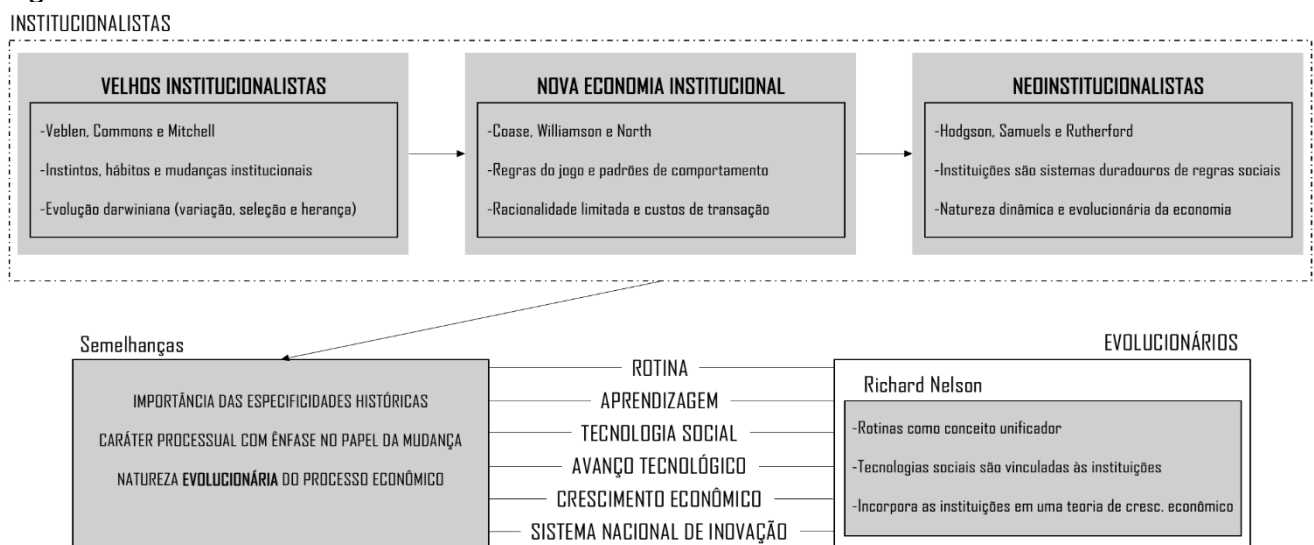 INSTITUCIONALISTAS
VELHOS INSTITUCIONALISTAS
-Veblen, Commons e Mitchell
-Instintos, hábitos e mudanças institucionais
-Evolução darwiniana (variação, seleção e herança)
NOVA ECONOMIA INSTITUCIONAL
-Coase, Williamson e North
-Regras do jogo e padrões de comportamento
-Racionalidade limitada e custos de transação
NEOINSTITUCIONALISTAS
-Hodgson, Samuels e Rutherford
-Instituições são sistemas duradouros de regras sociais
-Natureza dinâmica e evolucionária da economia
Semelhanças
IMPORTÂNCIA DAS ESPECIFICIDADES HISTÓRICAS
CARÁTER PROCESSUAL COM ÊNFASE NO PAPEL DA MUDANÇA
NATUREZA EVOLUCIONÁRIA DO PROCESSO ECONÔMICO
ROTINA
APRENDIZAGEM
TECNOLOGIA SOCIAL
AVANÇO TECNOLÓGICO
CRESCIMENTO ECONÔMICO
SISTEMA NACIONAL DE INOVAÇÃO
EVOLUCIONÁRIOS
Richard Nelson
-Rotinas como conceito unificador
-Tecnologias sociais são vinculadas às instituições
-Incorpora as instituições em uma teoria de cresc. econômico